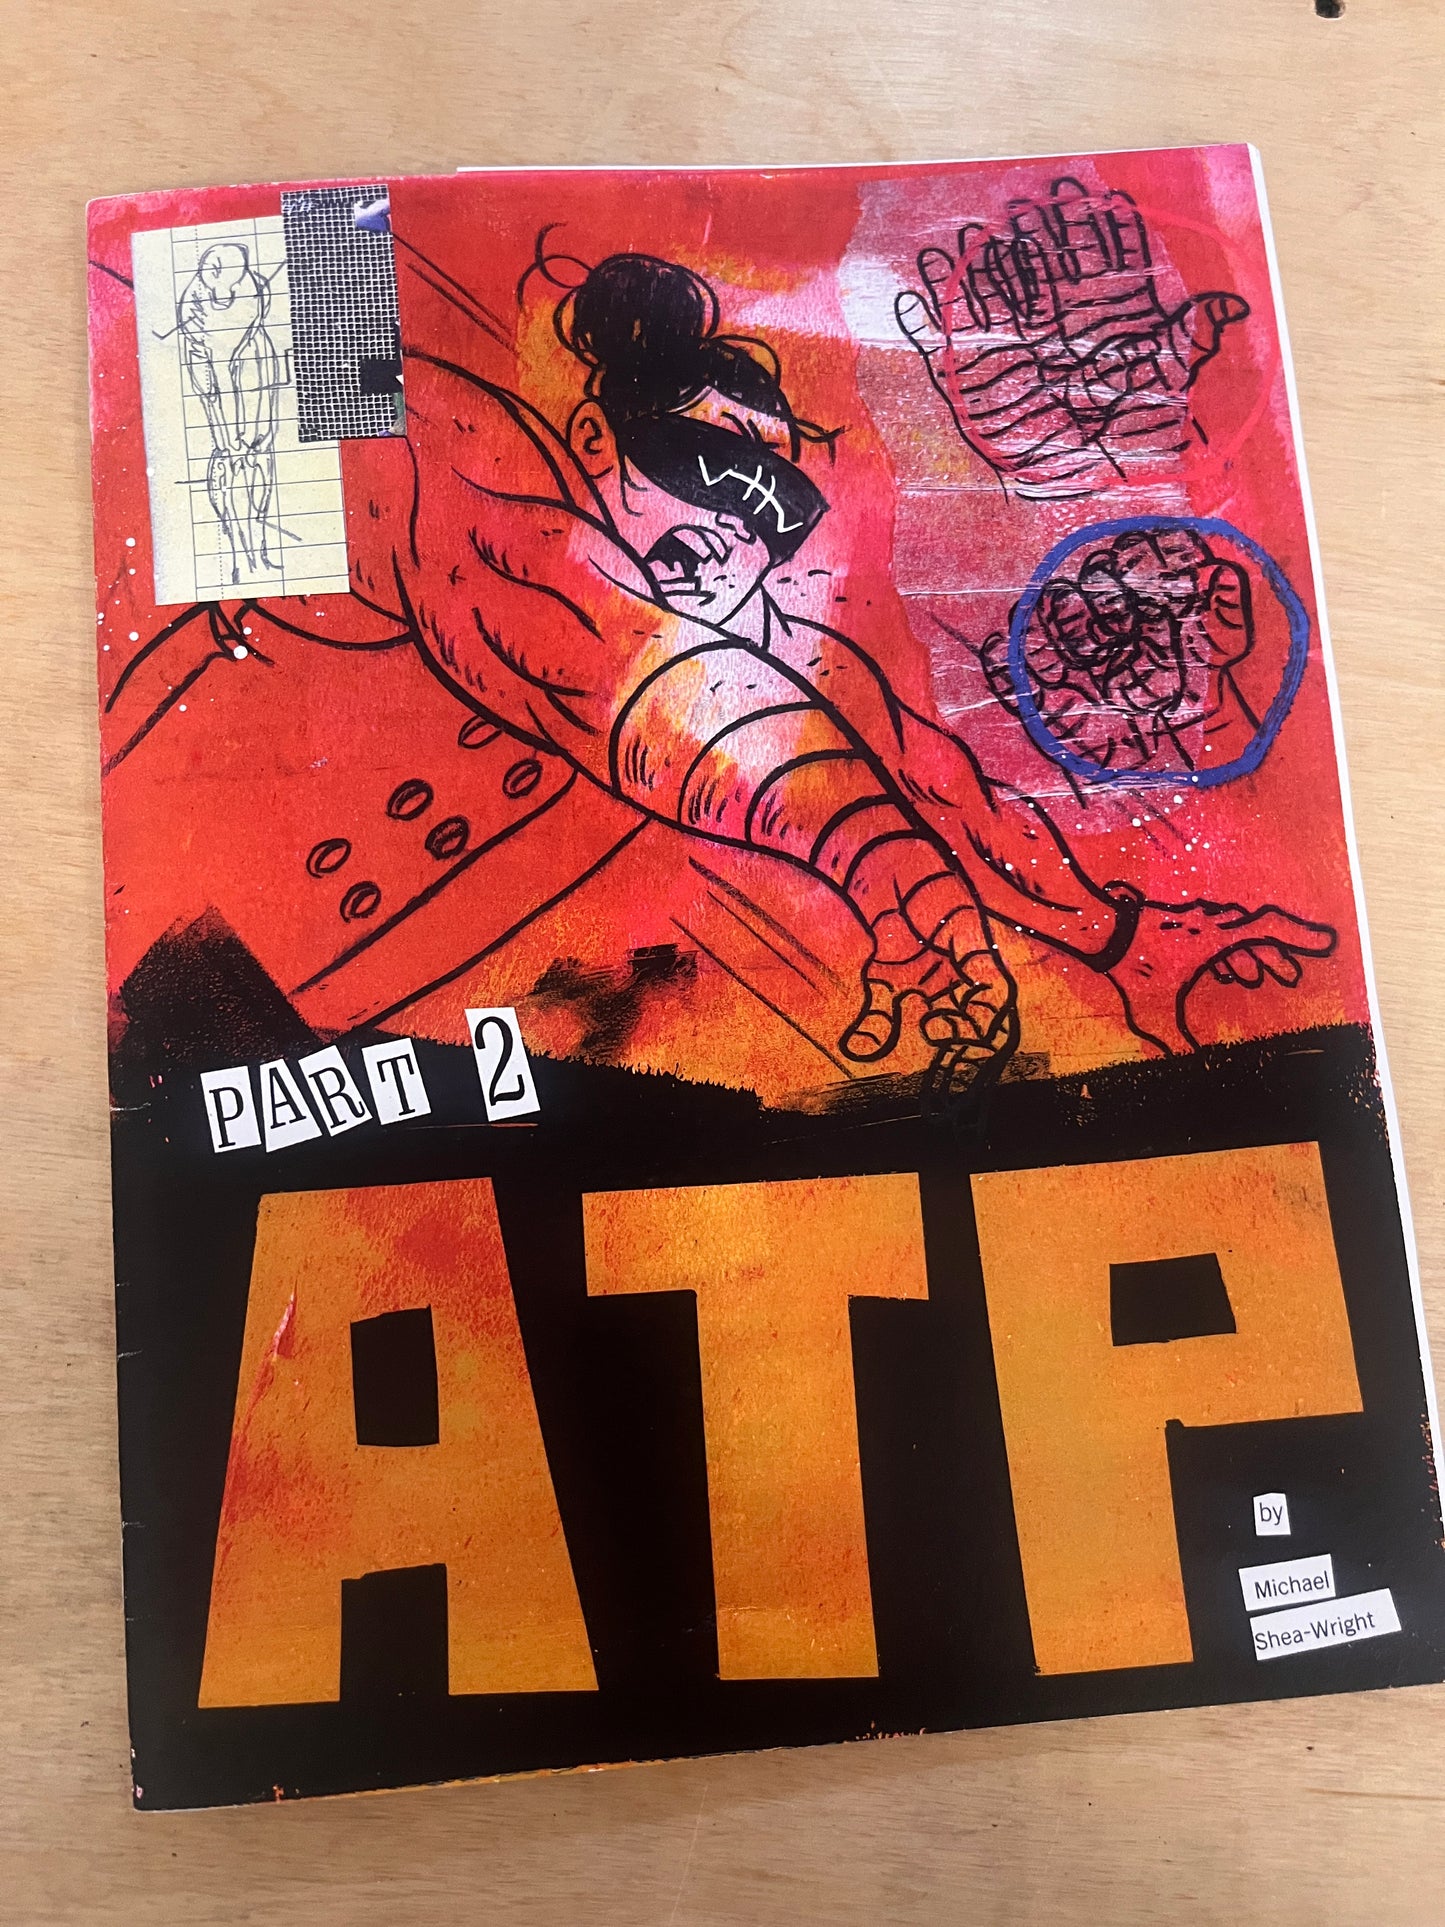 PART 2
ATP
by
Michael
Shea-Wright